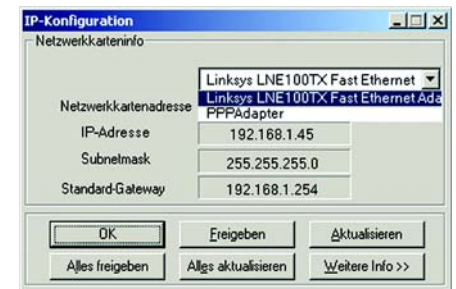 IP-Konfiguration
Netzwerkkarteninfo
Linksys LNE100TX Fast Ethernet
Linksys LNE100TX Fast Ethernet Ada
PPPAdapter
Netzwerkkartenadresse
IP-Adresse 192.168.1.45
Subnetmask 255.255.255.0
Standard-Gateway 192.168.1.254
OK Freigeben Aktualisieren
Alles freigeben Alles aktualisieren Weitere Info >>